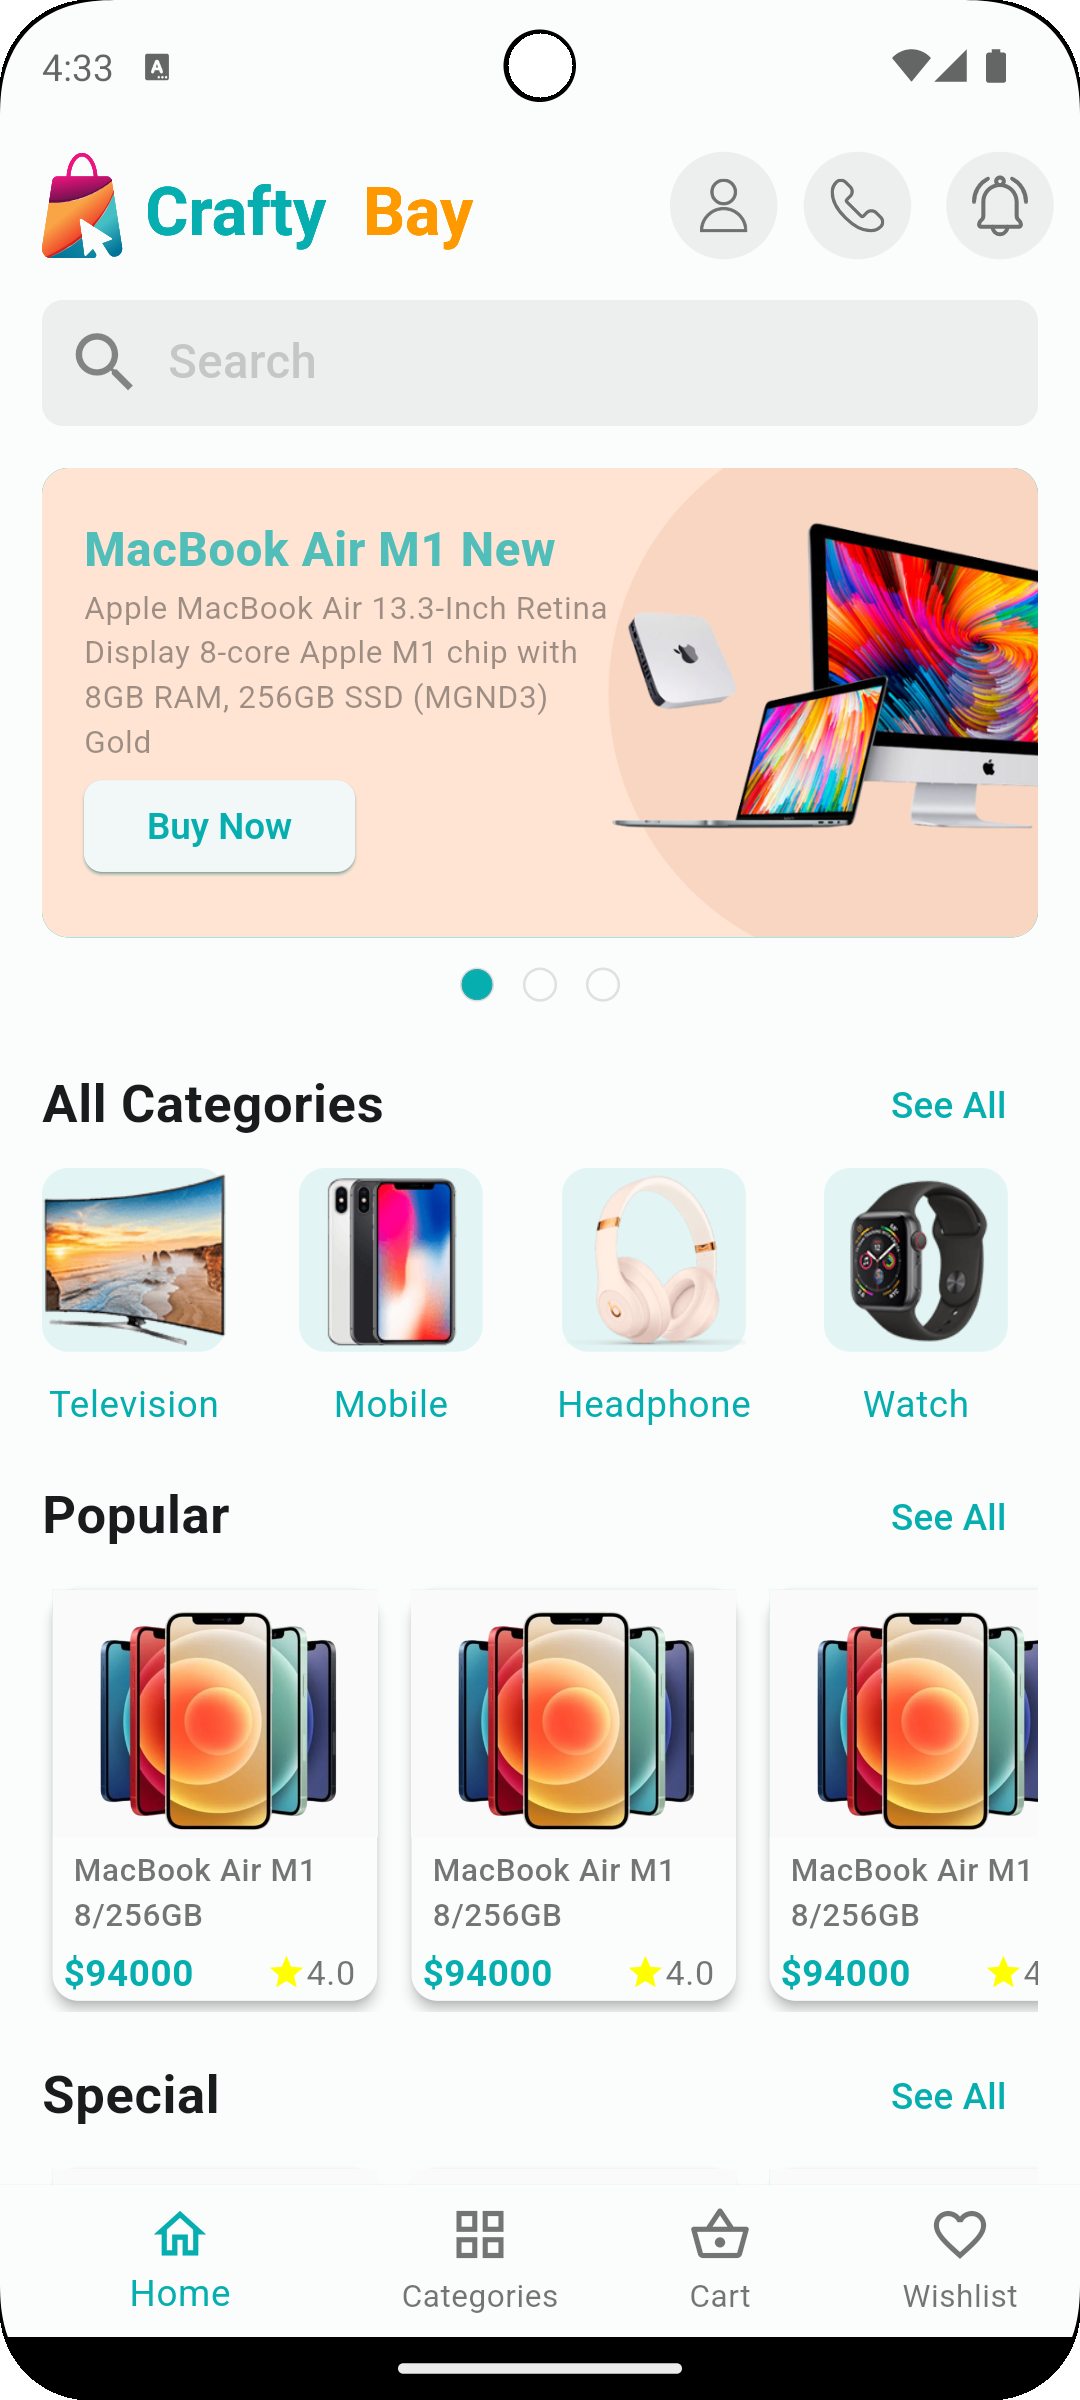 4:33
Crafty Bay
Search
MacBook Air M1 New
Apple MacBook Air 13.3-Inch Retina
Display 8-core Apple M1 chip with
8GB RAM, 256GB SSD (MGND3)
Gold
Buy Now
All Categories See All
Television Mobile Headphone Watch
Popular See All
MacBook Air M1 MacBook Air M1 MacBook Air M1
8/256GB 8/256GB 8/256GB
$94000 4.0 $94000 4.0 $94000 4
Special See All
Home Categories Cart Wishlist